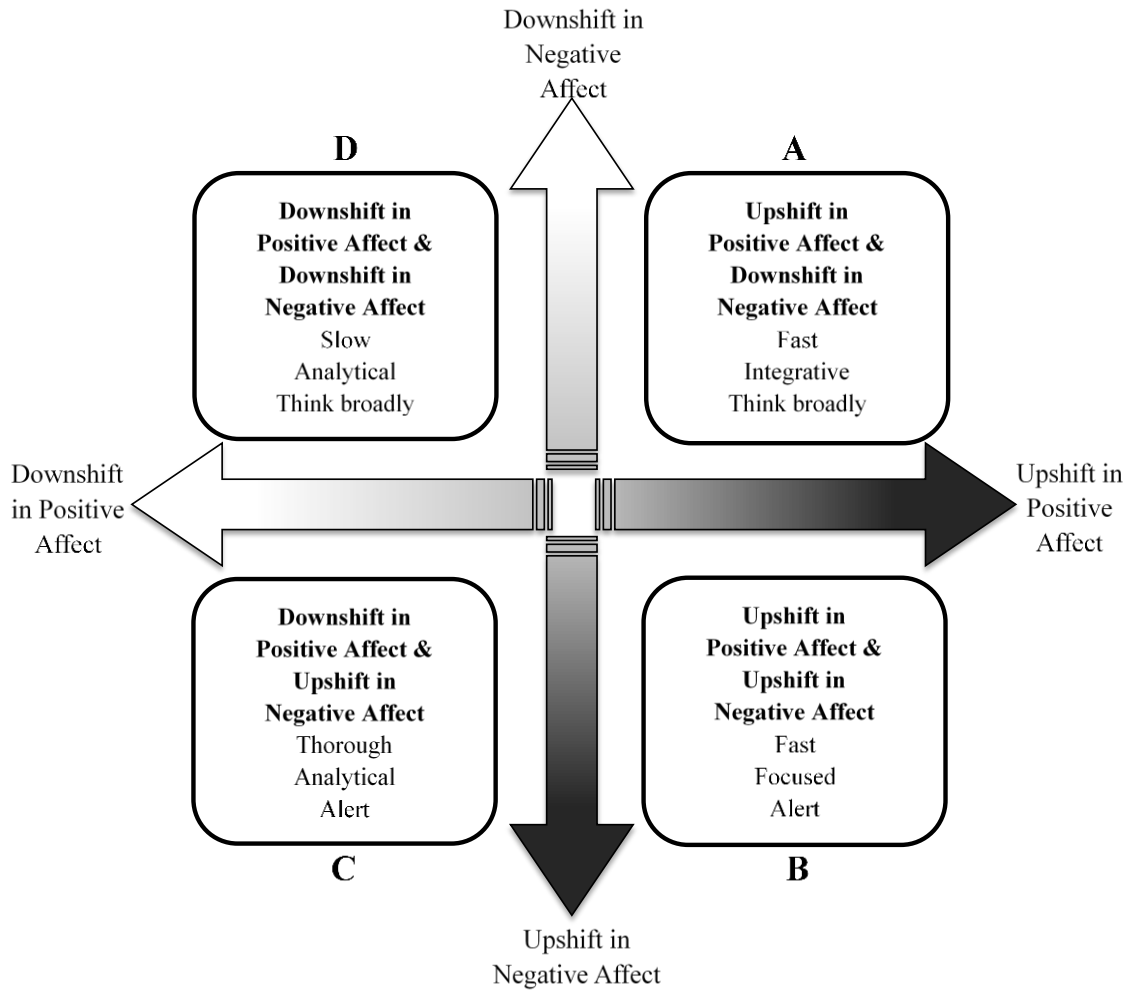 Downshift in
Negative
Affect
D
Downshift in
Positive Affect &
Downshift in
Negative Affect
Slow
Analytical
Think broadly
A
Upshift in
Positive Affect &
Downshift in
Negative Affect
Fast
Integrative
Think broadly
Downshift
in Positive
Affect
Upshift in
Positive
Affect
Downshift in
Positive Affect &
Upshift in
Negative Affect
Thorough
Analytical
Alert
C
Upshift in
Positive Affect &
Upshift in
Negative Affect
Fast
Focused
Alert
B
Upshift in
Negative Affect